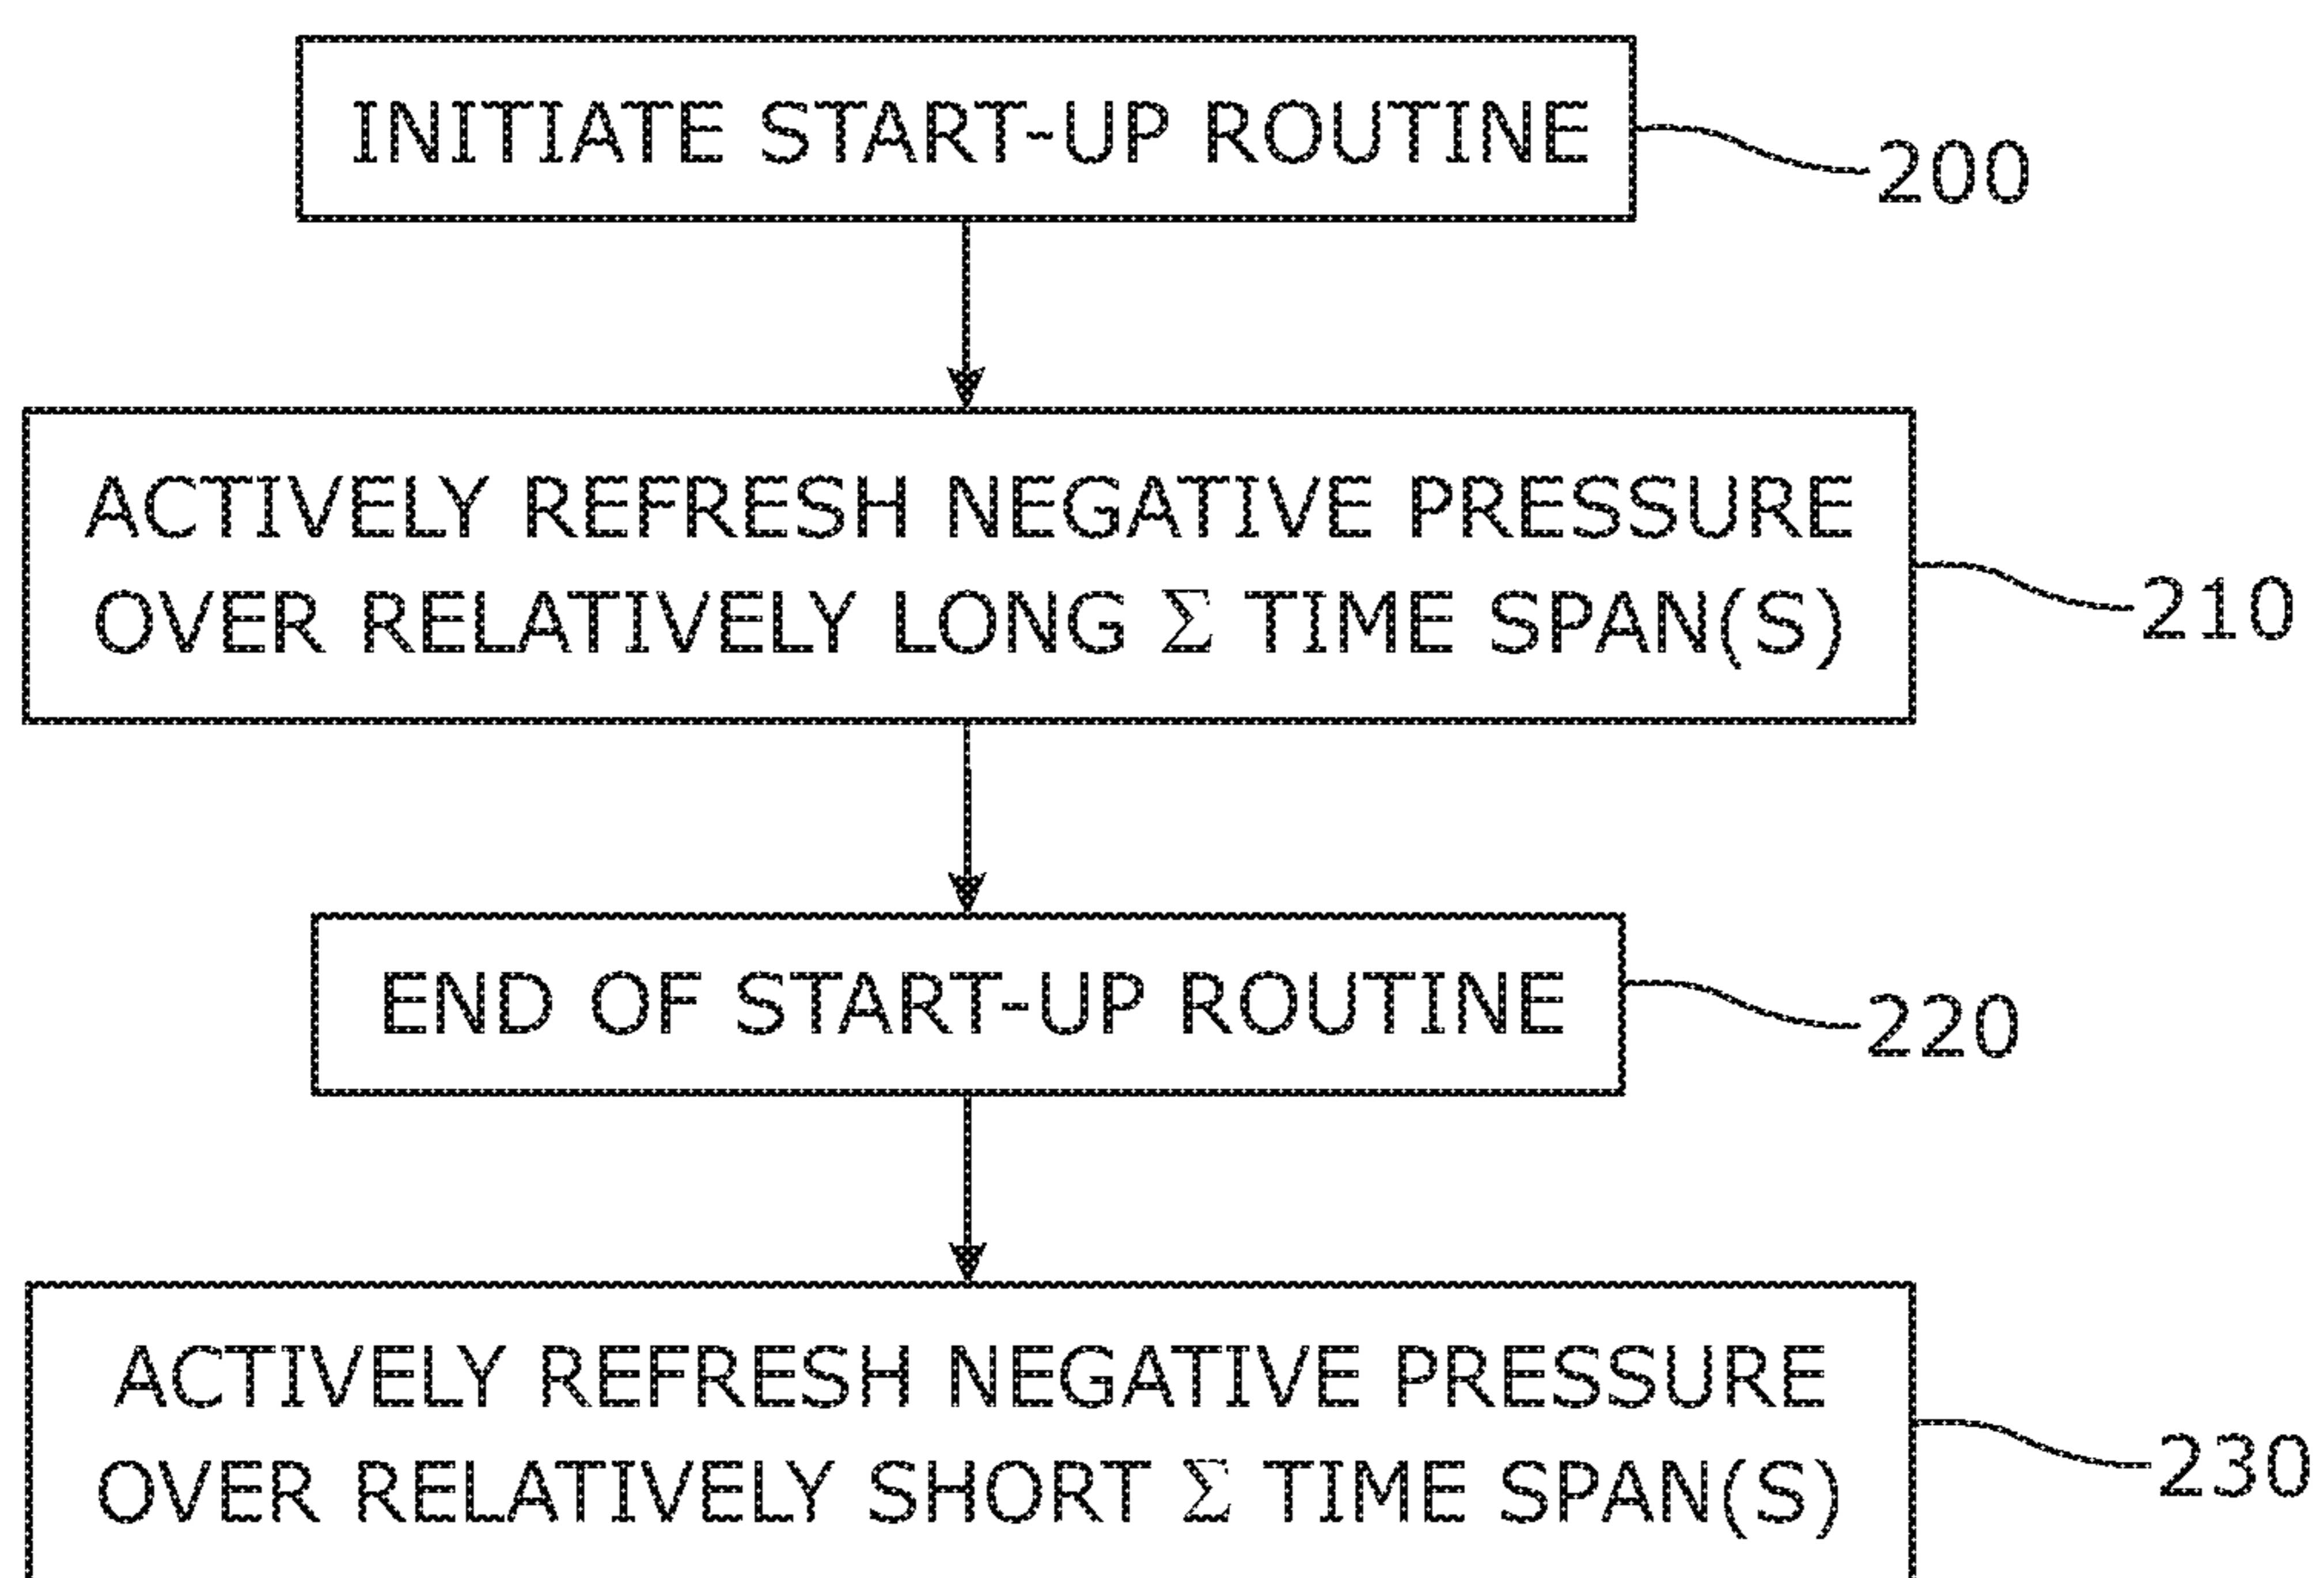 INITIATE START-UP ROUTINE
200
ACTIVELY REFRESH NEGATIVE PRESSURE
OVER RELATIVELY LONG Σ TIME SPAN(S)
210
END OF START-UP ROUTINE
220
ACTIVELY REFRESH NEGATIVE PRESSURE
OVER RELATIVELY SHORT Σ TIME SPAN(S)
230